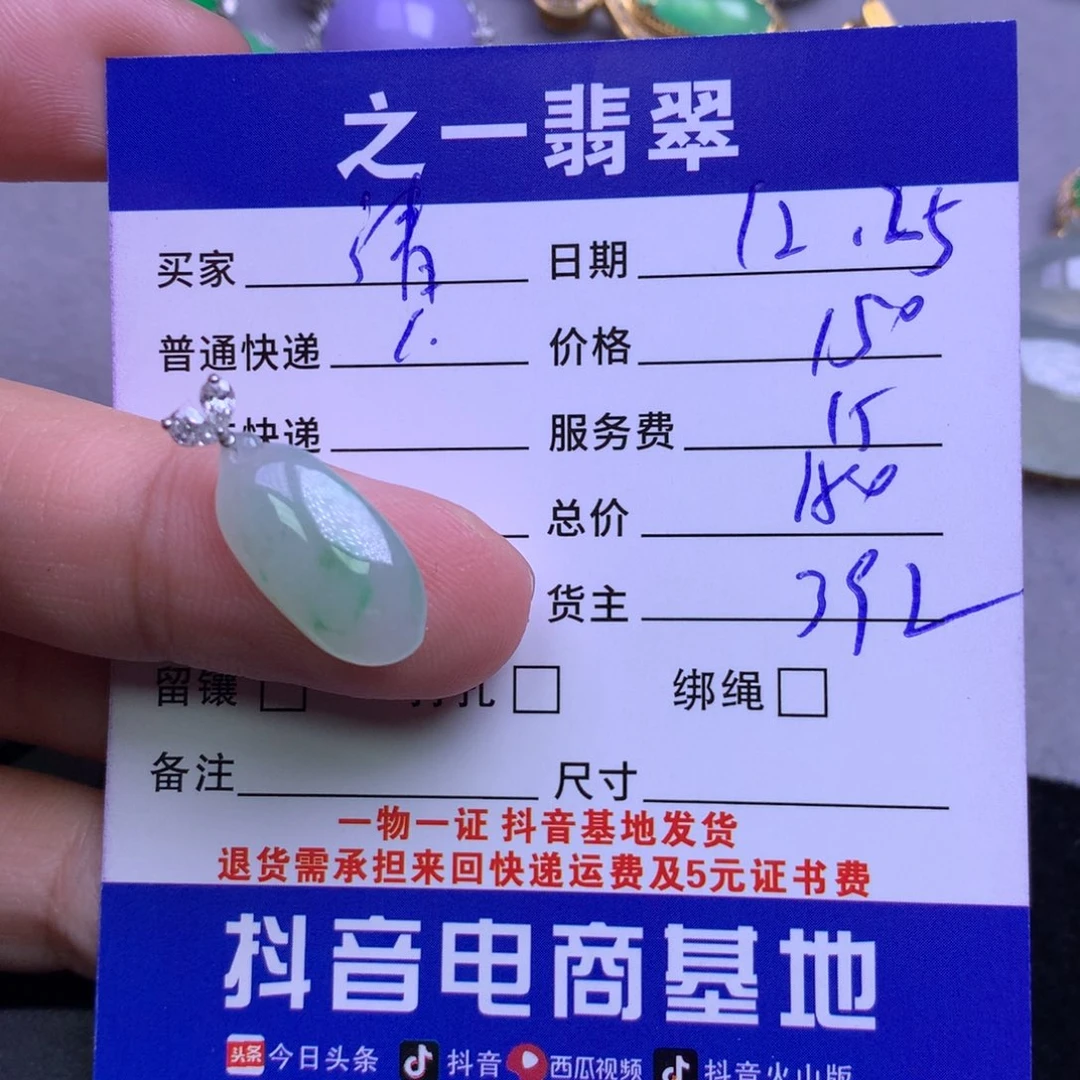 之一翡翠
买家 清 日期 12.25
普通快递 1. 价格 150
快递 服务费 15
总价 180
货主 392
留镶 打孔 绑绳
备注 尺寸
一物一证 抖音基地发货
退货需承担来回快递运费及5元证书费
抖音电商基地
头条 今日头条 抖音 西瓜视频 抖音火山版